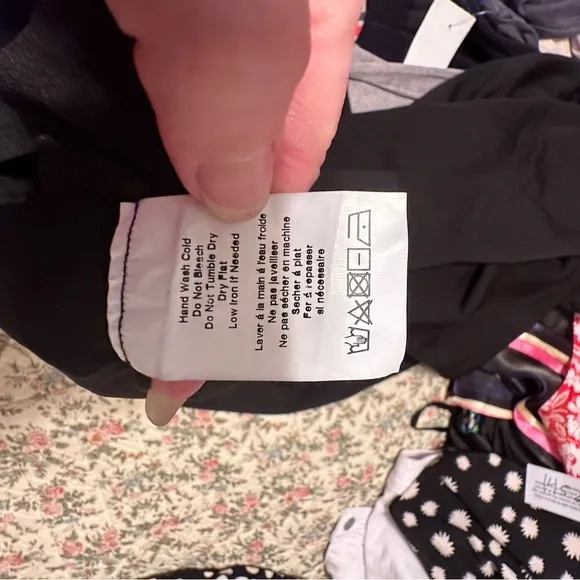 Hand Wash Cold
Do Not Bleach
Do Not Tumble Dry
Dry Flat
Low Iron If Needed
Laver á la main á l'eau froide
Ne pas javelliser
Ne pas sécher en machine
Secher á plat
Fer á repasser
si nécessaire